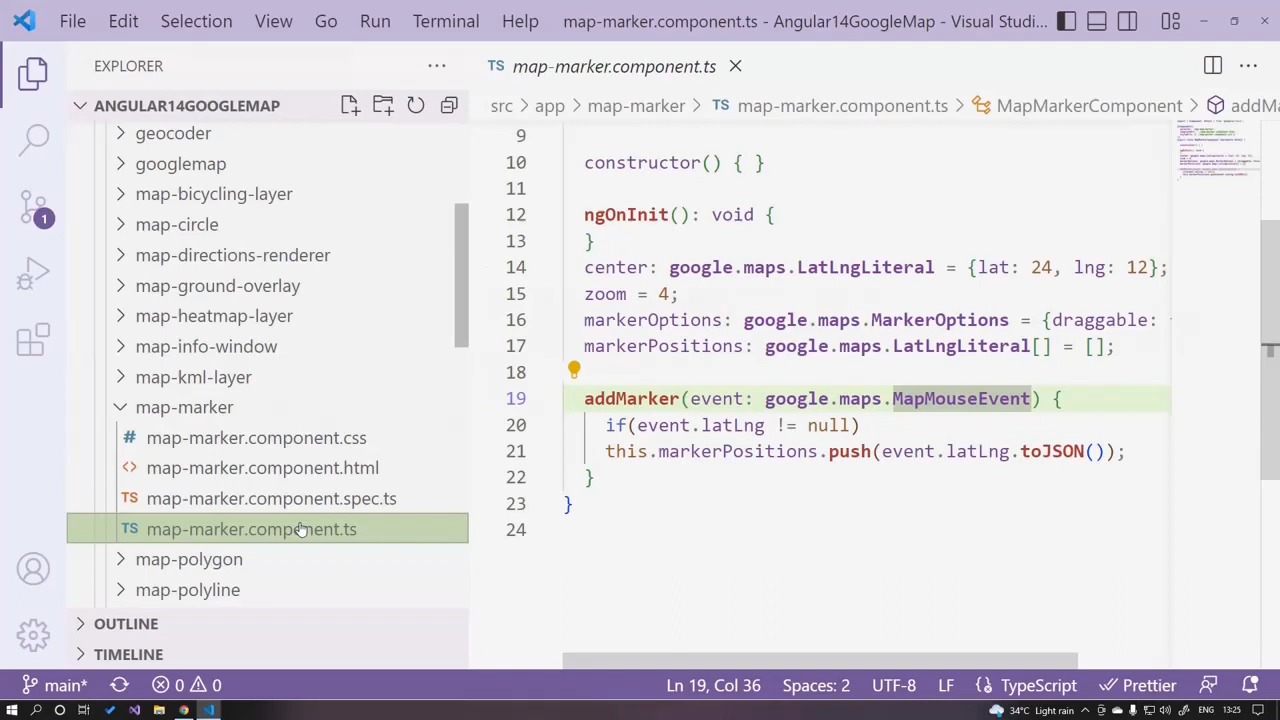 File Edit Selection View Go Run Terminal Help map-marker.component.ts - Angular14GoogleMap - Visual Studi...
EXPLORER
ANGULAR14GOOGLEMAP
geocoder
googlemap
map-bicycling-layer
map-circle
map-directions-renderer
map-ground-overlay
map-heatmap-layer
map-info-window
map-kml-layer
map-marker
# map-marker.component.css
<> map-marker.component.html
TS map-marker.component.spec.ts
TS map-marker.component.ts
map-polygon
map-polyline
OUTLINE
TIMELINE
TS map-marker.component.ts
src > app > map-marker > TS map-marker.component.ts > MapMarkerComponent > addM
9
10 constructor() { }
11
12 ngOnInit(): void {
13 }
14 center: google.maps.LatLngLiteral = {lat: 24, lng: 12};
15 zoom = 4;
16 markerOptions: google.maps.MarkerOptions = {draggable:
17 markerPositions: google.maps.LatLngLiteral[] = [];
18
19 addMarker(event: google.maps.MapMouseEvent) {
20 if(event.latLng != null)
21 this.markerPositions.push(event.latLng.toJSON());
22 }
23 }
24
1
main* 0 0 Ln 19, Col 36 Spaces: 2 UTF-8 LF {} TypeScript Prettier
34°C Light rain ENG 13:25